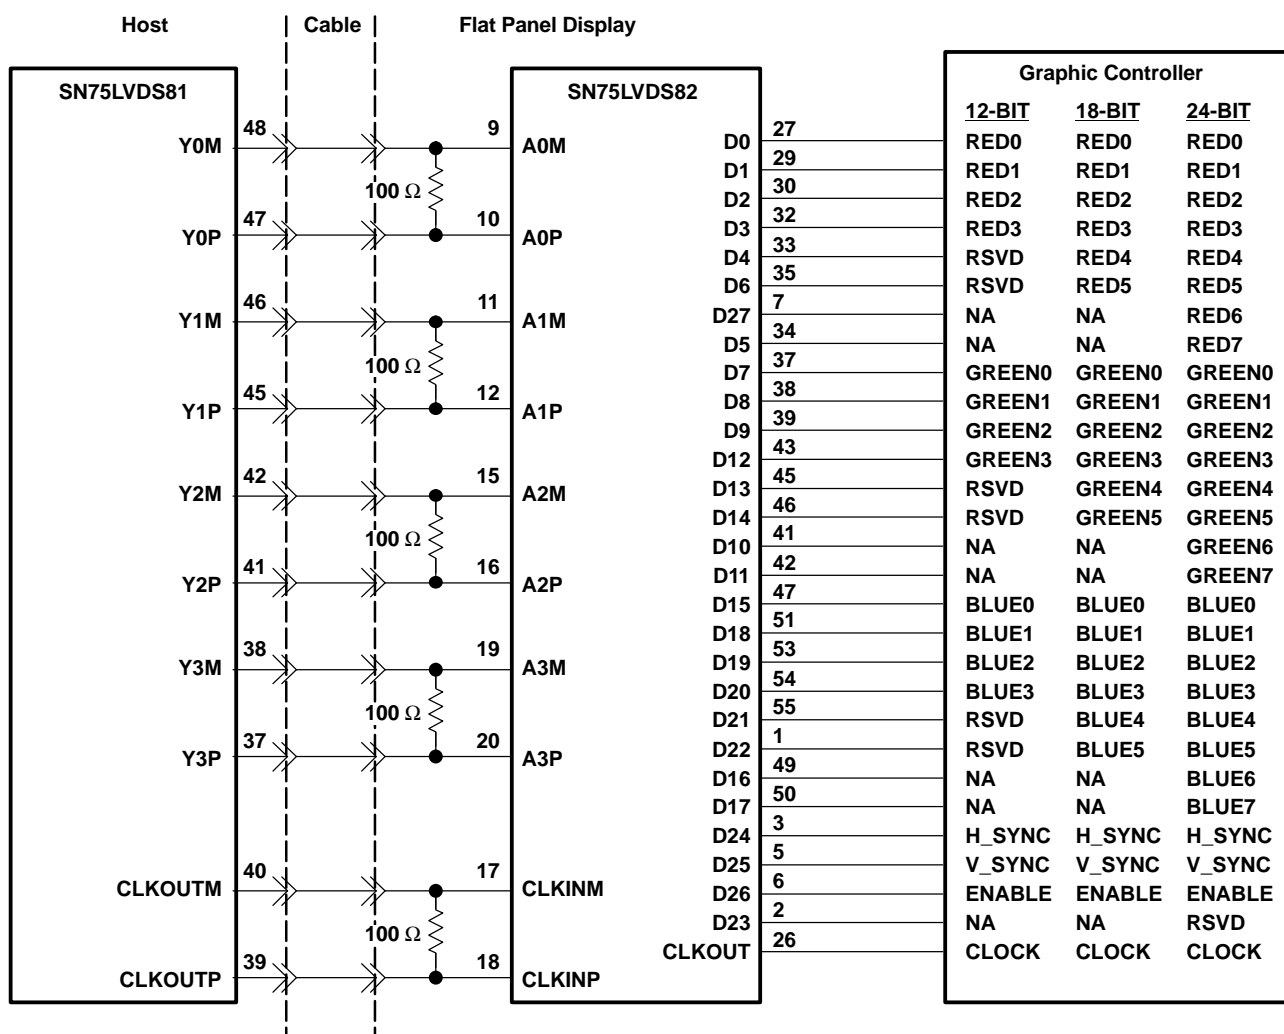 Host Cable Flat Panel Display
SN75LVDS81
SN75LVDS82
Graphic Controller
12-BIT 18-BIT 24-BIT
Y0M 48 9 A0M
100 Ω
Y0P 47 10 A0P
Y1M 46 11 A1M
100 Ω
Y1P 45 12 A1P
Y2M 42 15 A2M
100 Ω
Y2P 41 16 A2P
Y3M 38 19 A3M
100 Ω
Y3P 37 20 A3P
CLKOUTM 40 17 CLKINM
100 Ω
CLKOUTP 39 18 CLKINP
D0 27 RED0 RED0 RED0
D1 29 RED1 RED1 RED1
D2 30 RED2 RED2 RED2
D3 32 RED3 RED3 RED3
D4 33 RSVD RED4 RED4
D6 35 RSVD RED5 RED5
D27 7 NA NA RED6
D5 34 NA NA RED7
D7 37 GREEN0 GREEN0 GREEN0
D8 38 GREEN1 GREEN1 GREEN1
D9 39 GREEN2 GREEN2 GREEN2
D12 43 GREEN3 GREEN3 GREEN3
D13 45 RSVD GREEN4 GREEN4
D14 46 RSVD GREEN5 GREEN5
D10 41 NA NA GREEN6
D11 42 NA NA GREEN7
D15 47 BLUE0 BLUE0 BLUE0
D18 51 BLUE1 BLUE1 BLUE1
D19 53 BLUE2 BLUE2 BLUE2
D20 54 BLUE3 BLUE3 BLUE3
D21 55 RSVD BLUE4 BLUE4
D22 1 RSVD BLUE5 BLUE5
D16 49 NA NA BLUE6
D17 50 NA NA BLUE7
D24 3 H_SYNC H_SYNC H_SYNC
D25 5 V_SYNC V_SYNC V_SYNC
D26 6 ENABLE ENABLE ENABLE
D23 2 NA NA RSVD
CLKOUT 26 CLOCK CLOCK CLOCK